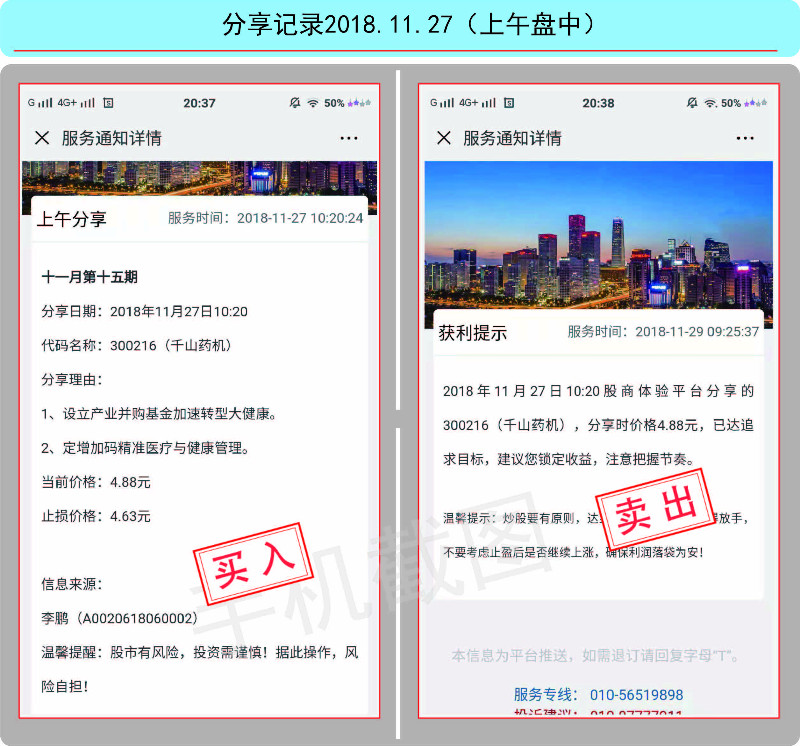 分享记录2018.11.27（上午盘中）
G 4G+ 20:37 50%
服务通知详情
上午分享 服务时间：2018-11-27 10:20:24
十一月第十五期
分享日期：2018年11月27日10:20
代码名称：300216（千山药机）
分享理由：
1、设立产业并购基金加速转型大健康。
2、定增加码精准医疗与健康管理。
当前价格：4.88元
止损价格：4.63元
买入
信息来源：
李鹏（A0020618060002）
温馨提醒：股市有风险，投资需谨慎！据此操作，风
险自担！
G 4G+ 20:38 50%
服务通知详情
获利提示 服务时间：2018-11-29 09:25:37
2018年11月27日10:20股商体验平台分享的
300216（千山药机），分享时价格4.88元，已达追
求目标，建议您锁定收益，注意把握节奏。
卖出
温馨提示：炒股要有原则，达 放手，
不要考虑止盈后是否继续上涨，确保利润落袋为安！
本信息为平台推送，如需退订请回复字母"T"。
服务专线： 010-56519898
投诉建议：
手机截图